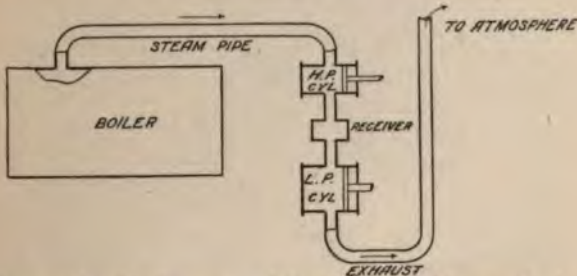 TO ATMOSPHERE
STEAM PIPE
H.P.
CYL
BOILER
RECEIVER
L.P.
CYL
EXHAUST